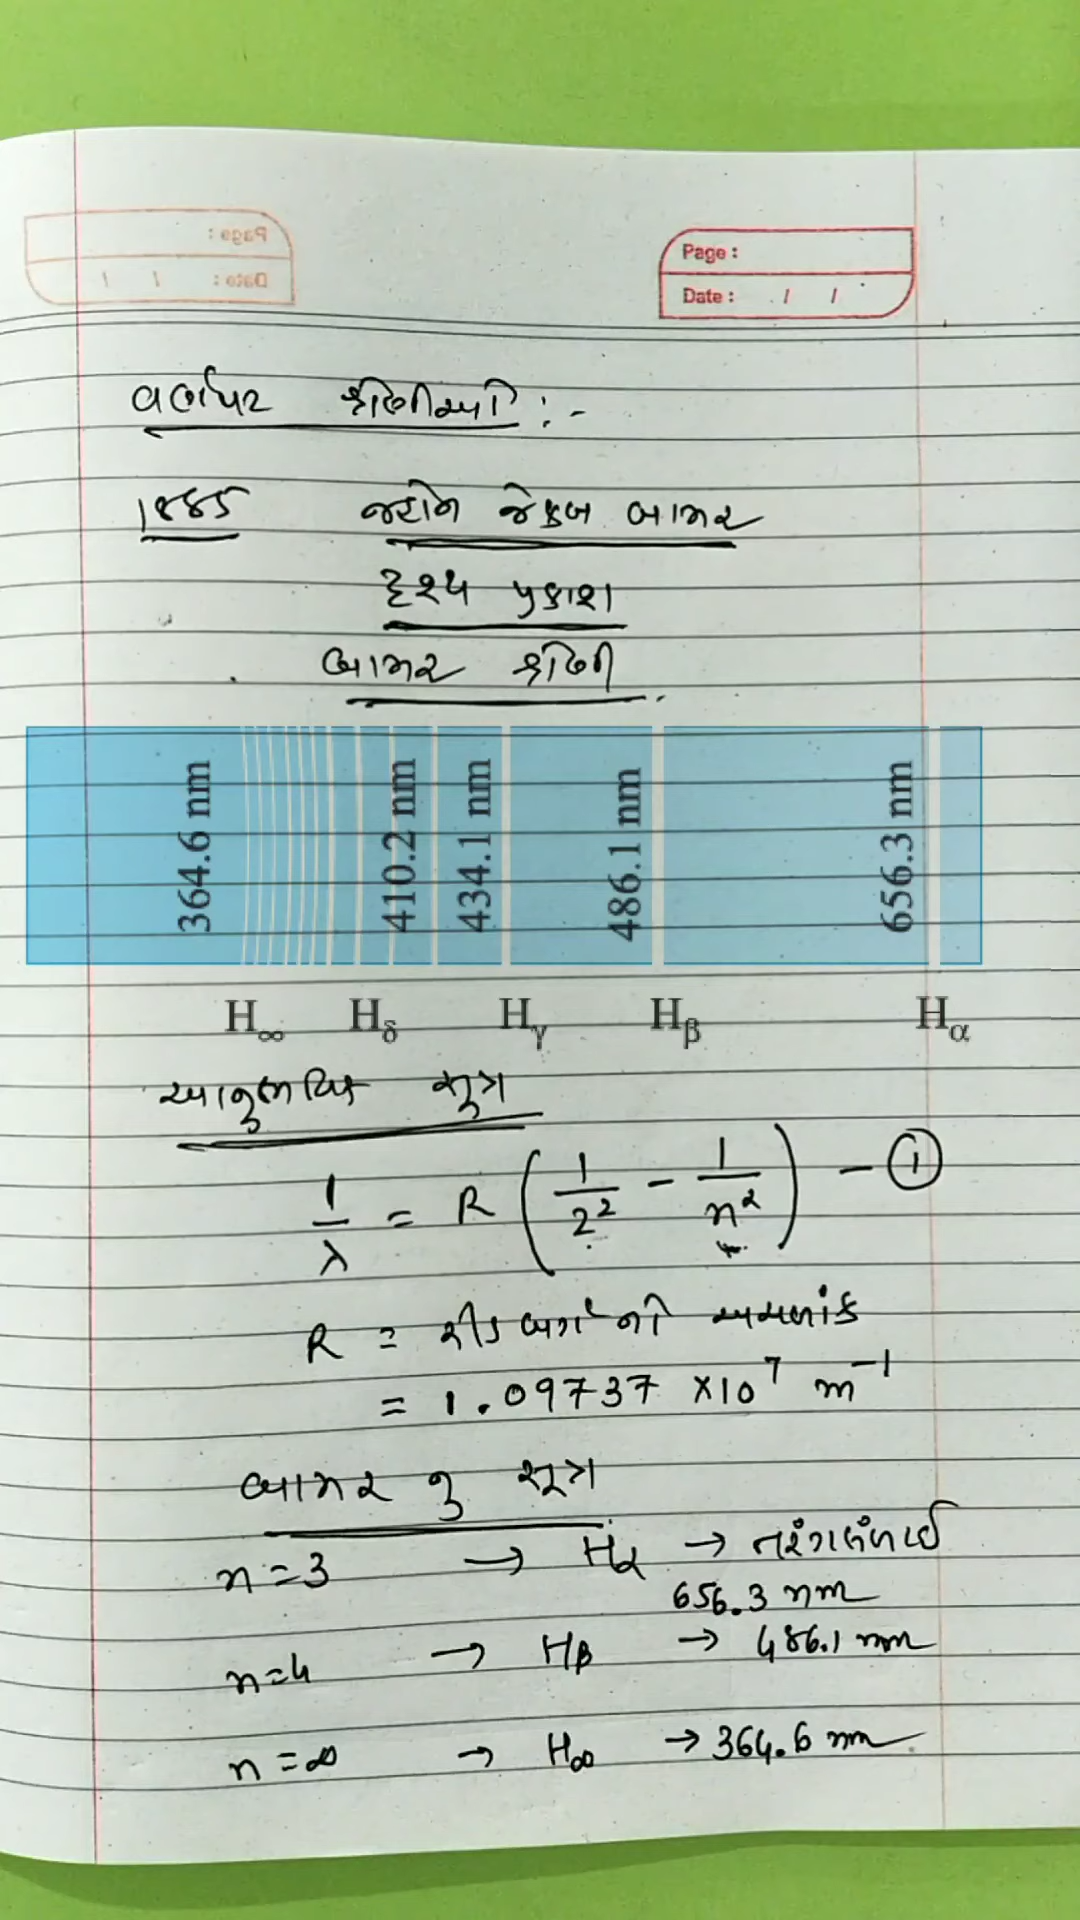 Page :
Date : / /
વર્ણપટ શ્રેણીઓ :-
1885 જહોન જેકબ બામર
દૃશ્ય પ્રકાશ
બામર શ્રેણી
364.6 nm 410.2 nm 434.1 nm 486.1 nm 656.3 nm
H∞ Hδ Hγ Hβ Hα
આનુભવિક સૂત્ર
1/λ = R (1/2² - 1/n²) - ①
R = રીડબર્ગનો અચળાંક
= 1.09737 ×10⁷ m⁻¹
બામર નુ સૂત્ર
n = 3 → Hα → તરંગલંબાઈ
656.3 nm
n = 4 → Hβ → 486.1 nm
n = ∞ → H∞ → 364.6 nm